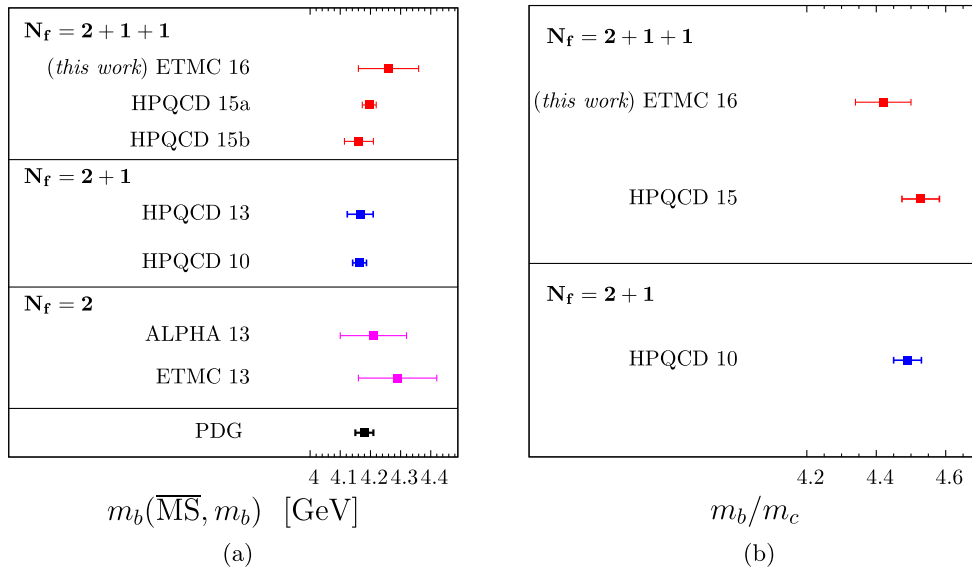 N_f = 2 + 1 + 1
(this work) ETMC 16
HPQCD 15a
HPQCD 15b
N_f = 2 + 1
HPQCD 13
HPQCD 10
N_f = 2
ALPHA 13
ETMC 13
PDG
4 4.1 4.2 4.3 4.4
m_b(\overline{MS}, m_b) [GeV]
(a)
N_f = 2 + 1 + 1
(this work) ETMC 16
HPQCD 15
N_f = 2 + 1
HPQCD 10
4.2 4.4 4.6
m_b/m_c
(b)